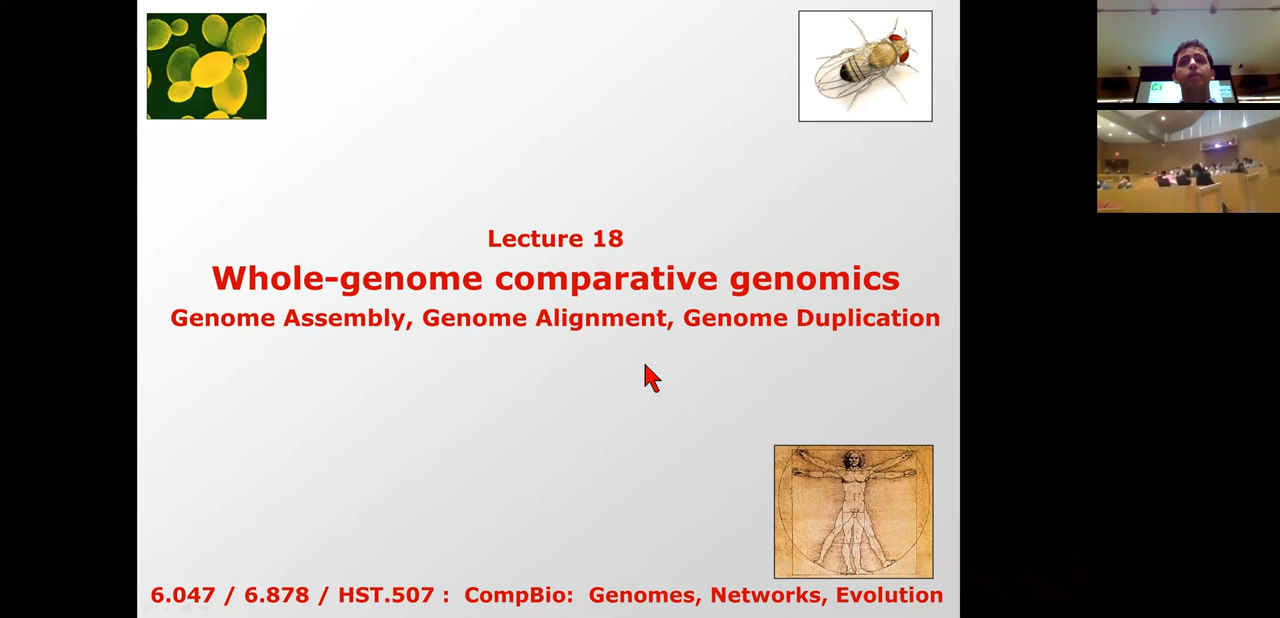 Lecture 18
Whole-genome comparative genomics
Genome Assembly, Genome Alignment, Genome Duplication
6.047 / 6.878 / HST.507 : CompBio: Genomes, Networks, Evolution